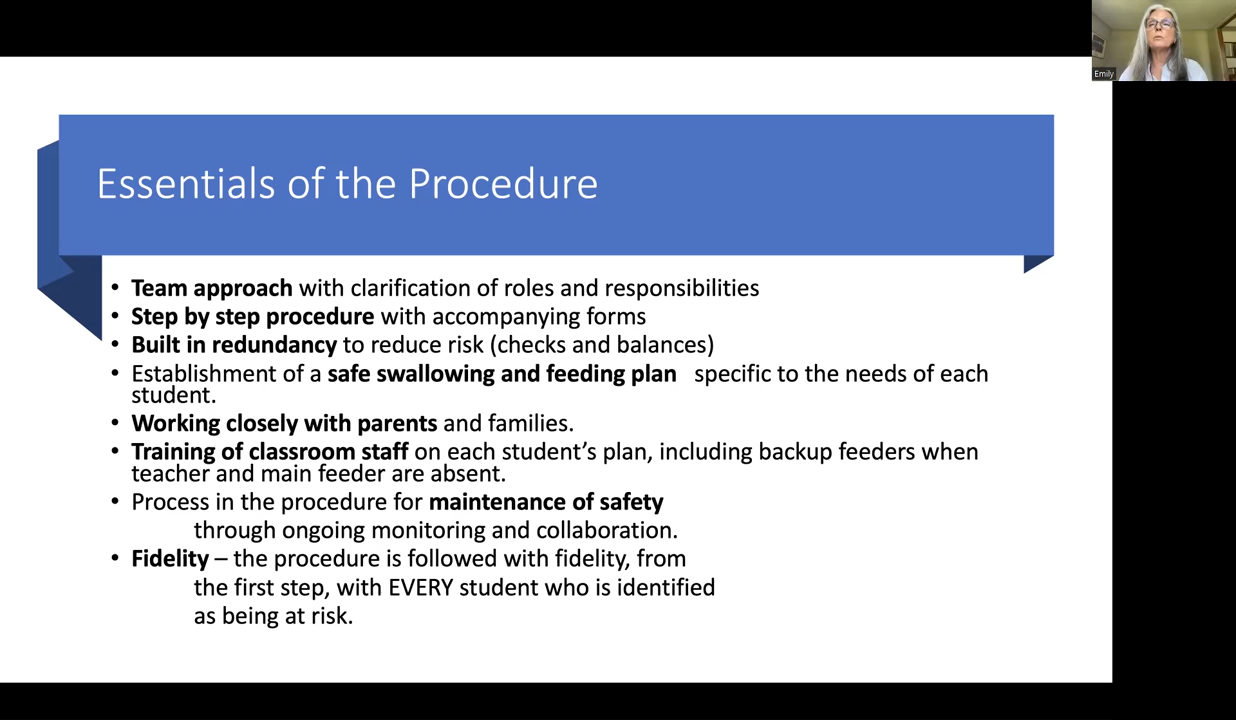 Emily
Essentials of the Procedure
• Team approach with clarification of roles and responsibilities
• Step by step procedure with accompanying forms
• Built in redundancy to reduce risk (checks and balances)
• Establishment of a safe swallowing and feeding plan   specific to the needs of each
student.
• Working closely with parents and families.
• Training of classroom staff on each student’s plan, including backup feeders when
teacher and main feeder are absent.
• Process in the procedure for maintenance of safety
through ongoing monitoring and collaboration.
• Fidelity – the procedure is followed with fidelity, from
the first step, with EVERY student who is identified
as being at risk.